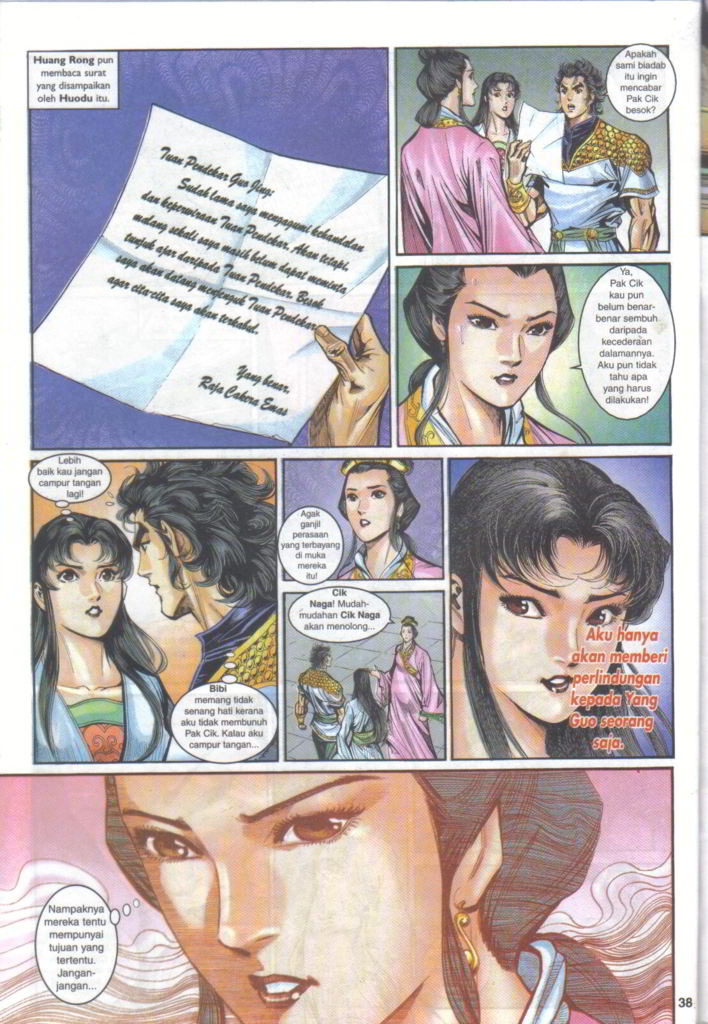 Huang Rong pun
membaca surat
yang disampaikan
oleh Huodu itu.
Tuan Pendekar Guo Jing:
Sudah lama saya mengagumi kehandalan
dan keperwiraan Tuan Pendekar. Akan tetapi,
malang sekali saya masih belum dapat meminta
tunjuk ajar daripada Tuan Pendekar. Besok
saya akan datang menjenguk Tuan Pendekar
agar cita-cita saya akan terkabul.
Yang benar,
Raja Cakera Emas
Apakah
sami biadab
itu ingin
mencabar
Pak Cik
besok?
Ya,
Pak Cik
kau pun
belum benar-
benar sembuh
daripada
kecederaan
dalamannya.
Aku pun tidak
tahu apa
yang harus
dilakukan!
Lebih
baik kau jangan
campur tangan
lagi!
Bibi
memang tidak
senang hati kerana
aku tidak membunuh
Pak Cik. Kalau aku
campur tangan...
Agak
ganjil
perasaan
yang terbayang
di muka
mereka
itu!
Cik
Naga! Mudah-
mudahan Cik Naga
akan menolong...
Aku hanya
akan memberi
perlindungan
kepada Yang
Guo seorang
saja.
Nampaknya
mereka tentu
mempunyai
tujuan yang
tertentu.
Jangan-
jangan...
38